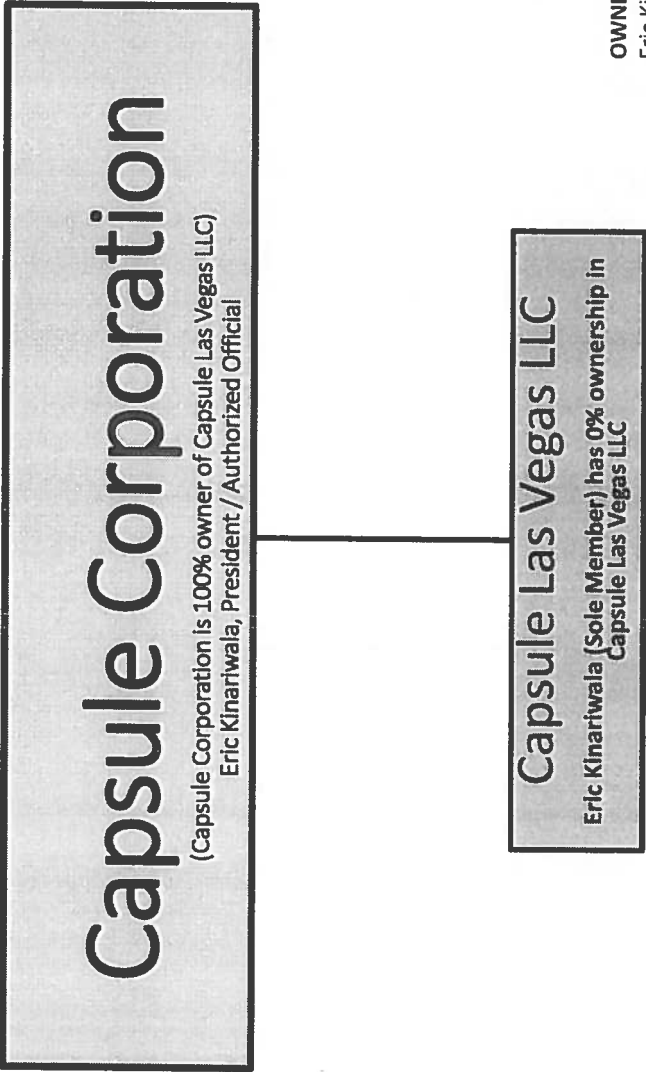 Capsule Corporation
(Capsule Corporation is 100% owner of Capsule Las Vegas LLC)
Eric Kinariwala, President / Authorized Official
Capsule Las Vegas LLC
Eric Kinariwala (Sole Member) has 0% ownership in
Capsule Las Vegas LLC